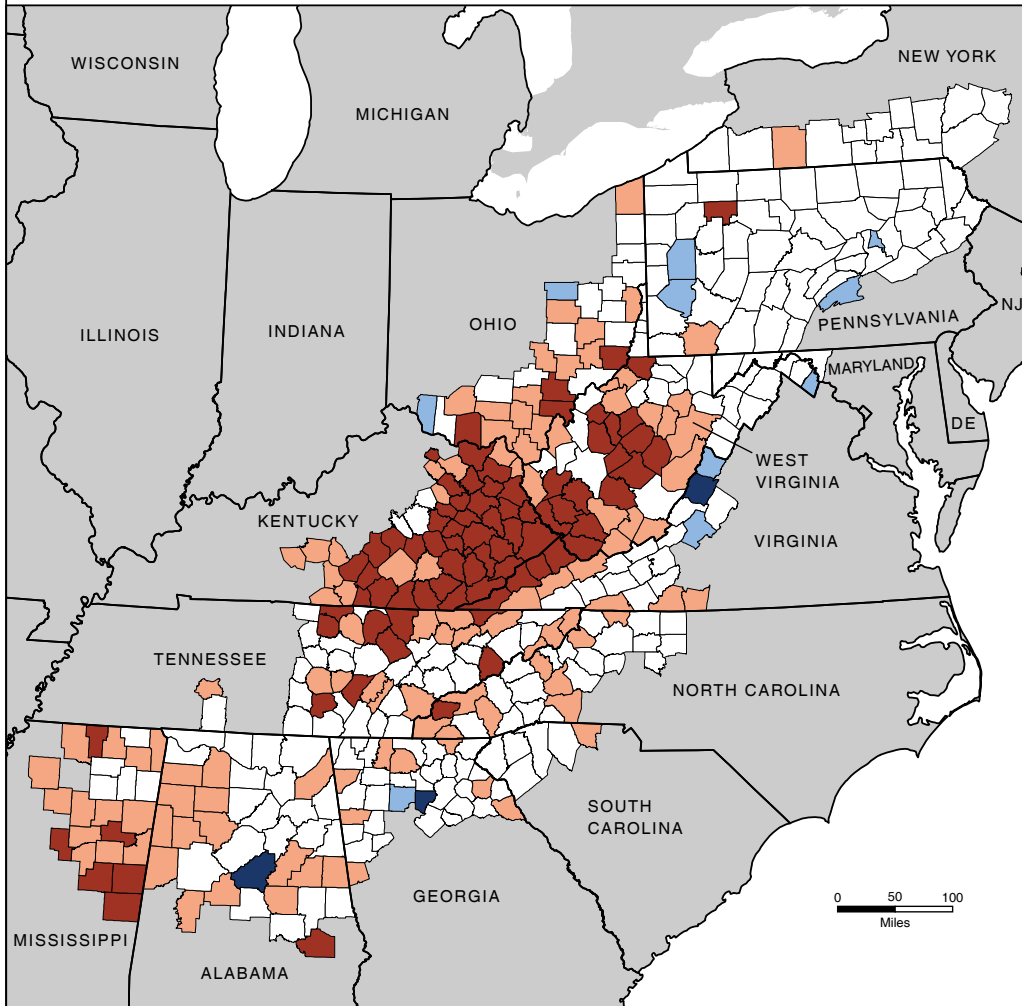 NEW YORK
WISCONSIN
MICHIGAN
ILLINOIS
INDIANA
OHIO
PENNSYLVANIA
NJ
MARYLAND
DE
WEST
VIRGINIA
KENTUCKY
VIRGINIA
TENNESSEE
NORTH CAROLINA
SOUTH
CAROLINA
GEORGIA
0 50 100
Miles
MISSISSIPPI
ALABAMA